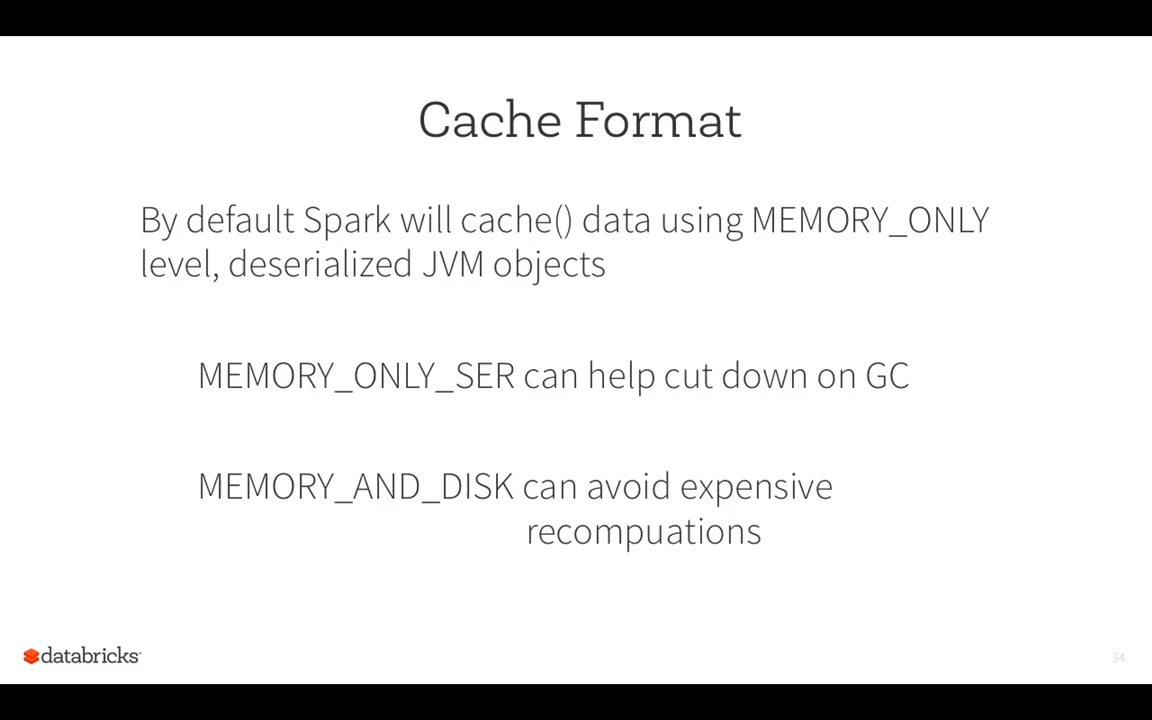 Cache Format
By default Spark will cache() data using MEMORY_ONLY
level, deserialized JVM objects
MEMORY_ONLY_SER can help cut down on GC
MEMORY_AND_DISK can avoid expensive
recompuations
databricks
34